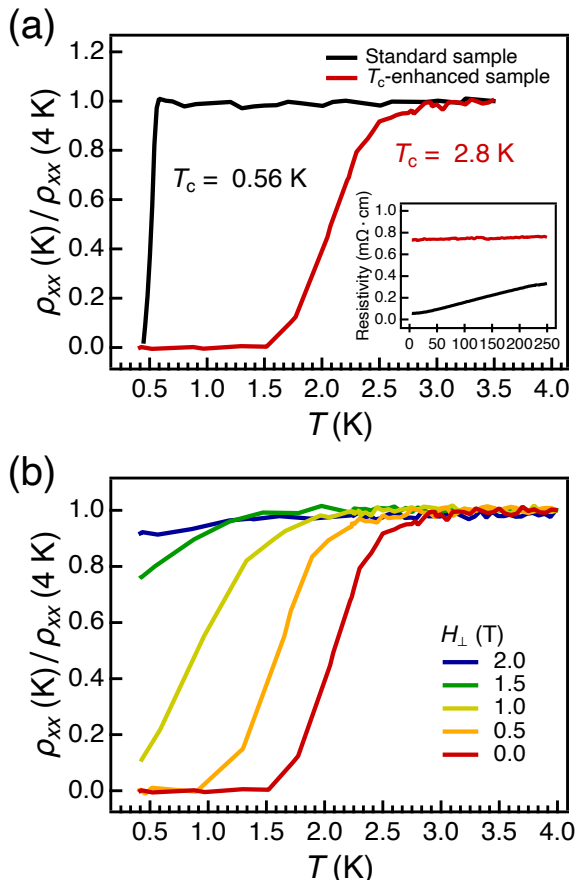 (a)
Standard sample
Tc-enhanced sample
Tc = 0.56 K
Tc = 2.8 K
ρxx (K) / ρxx (4 K)
1.2
1.0
0.8
0.6
0.4
0.2
0.0
Resistivity (mΩ·cm)
1.0
0.8
0.6
0.4
0.2
0.0
0 50 100 150 200 250
0.5 1.0 1.5 2.0 2.5 3.0 3.5 4.0
T (K)
(b)
ρxx (K) / ρxx (4 K)
1.0
0.8
0.6
0.4
0.2
0.0
H⊥ (T)
2.0
1.5
1.0
0.5
0.0
0.5 1.0 1.5 2.0 2.5 3.0 3.5 4.0
T (K)